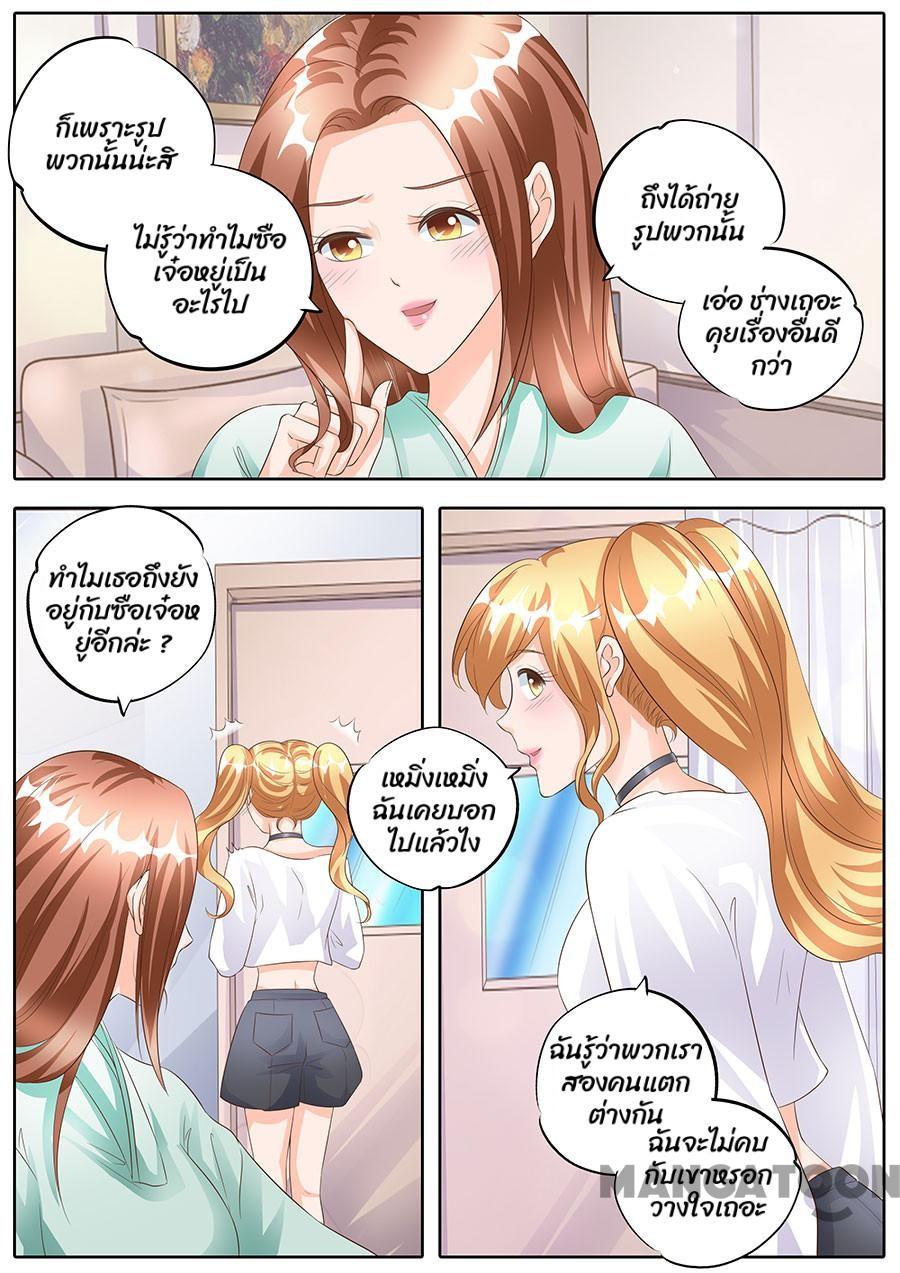 ก็เพราะรูป
พวกนั้นน่ะสิ
ไม่รู้ว่าทำไมซือ
เจ๋อหยู่เป็น
อะไรไป
ถึงได้ถ่าย
รูปพวกนั้น
เอ่อ ช่างเถอะ
คุยเรื่องอื่นดี
กว่า
ทำไมเธอถึงยัง
อยู่กับซือเจ๋อห
ยู่อีกล่ะ ?
เหมิ่งเหมิ่ง
ฉันเคยบอก
ไปแล้วไง
ฉันรู้ว่าพวกเรา
สองคนแตก
ต่างกัน
ฉันจะไม่คบ
กับเขาหรอก
วางใจเถอะ
MANGATOON